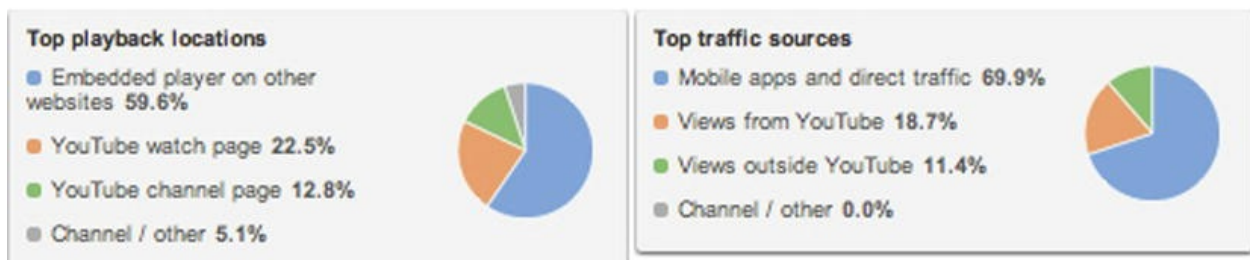 Top playback locations
Embedded player on other
websites 59.6%
YouTube watch page 22.5%
YouTube channel page 12.8%
Channel / other 5.1%
Top traffic sources
Mobile apps and direct traffic 69.9%
Views from YouTube 18.7%
Views outside YouTube 11.4%
Channel / other 0.0%